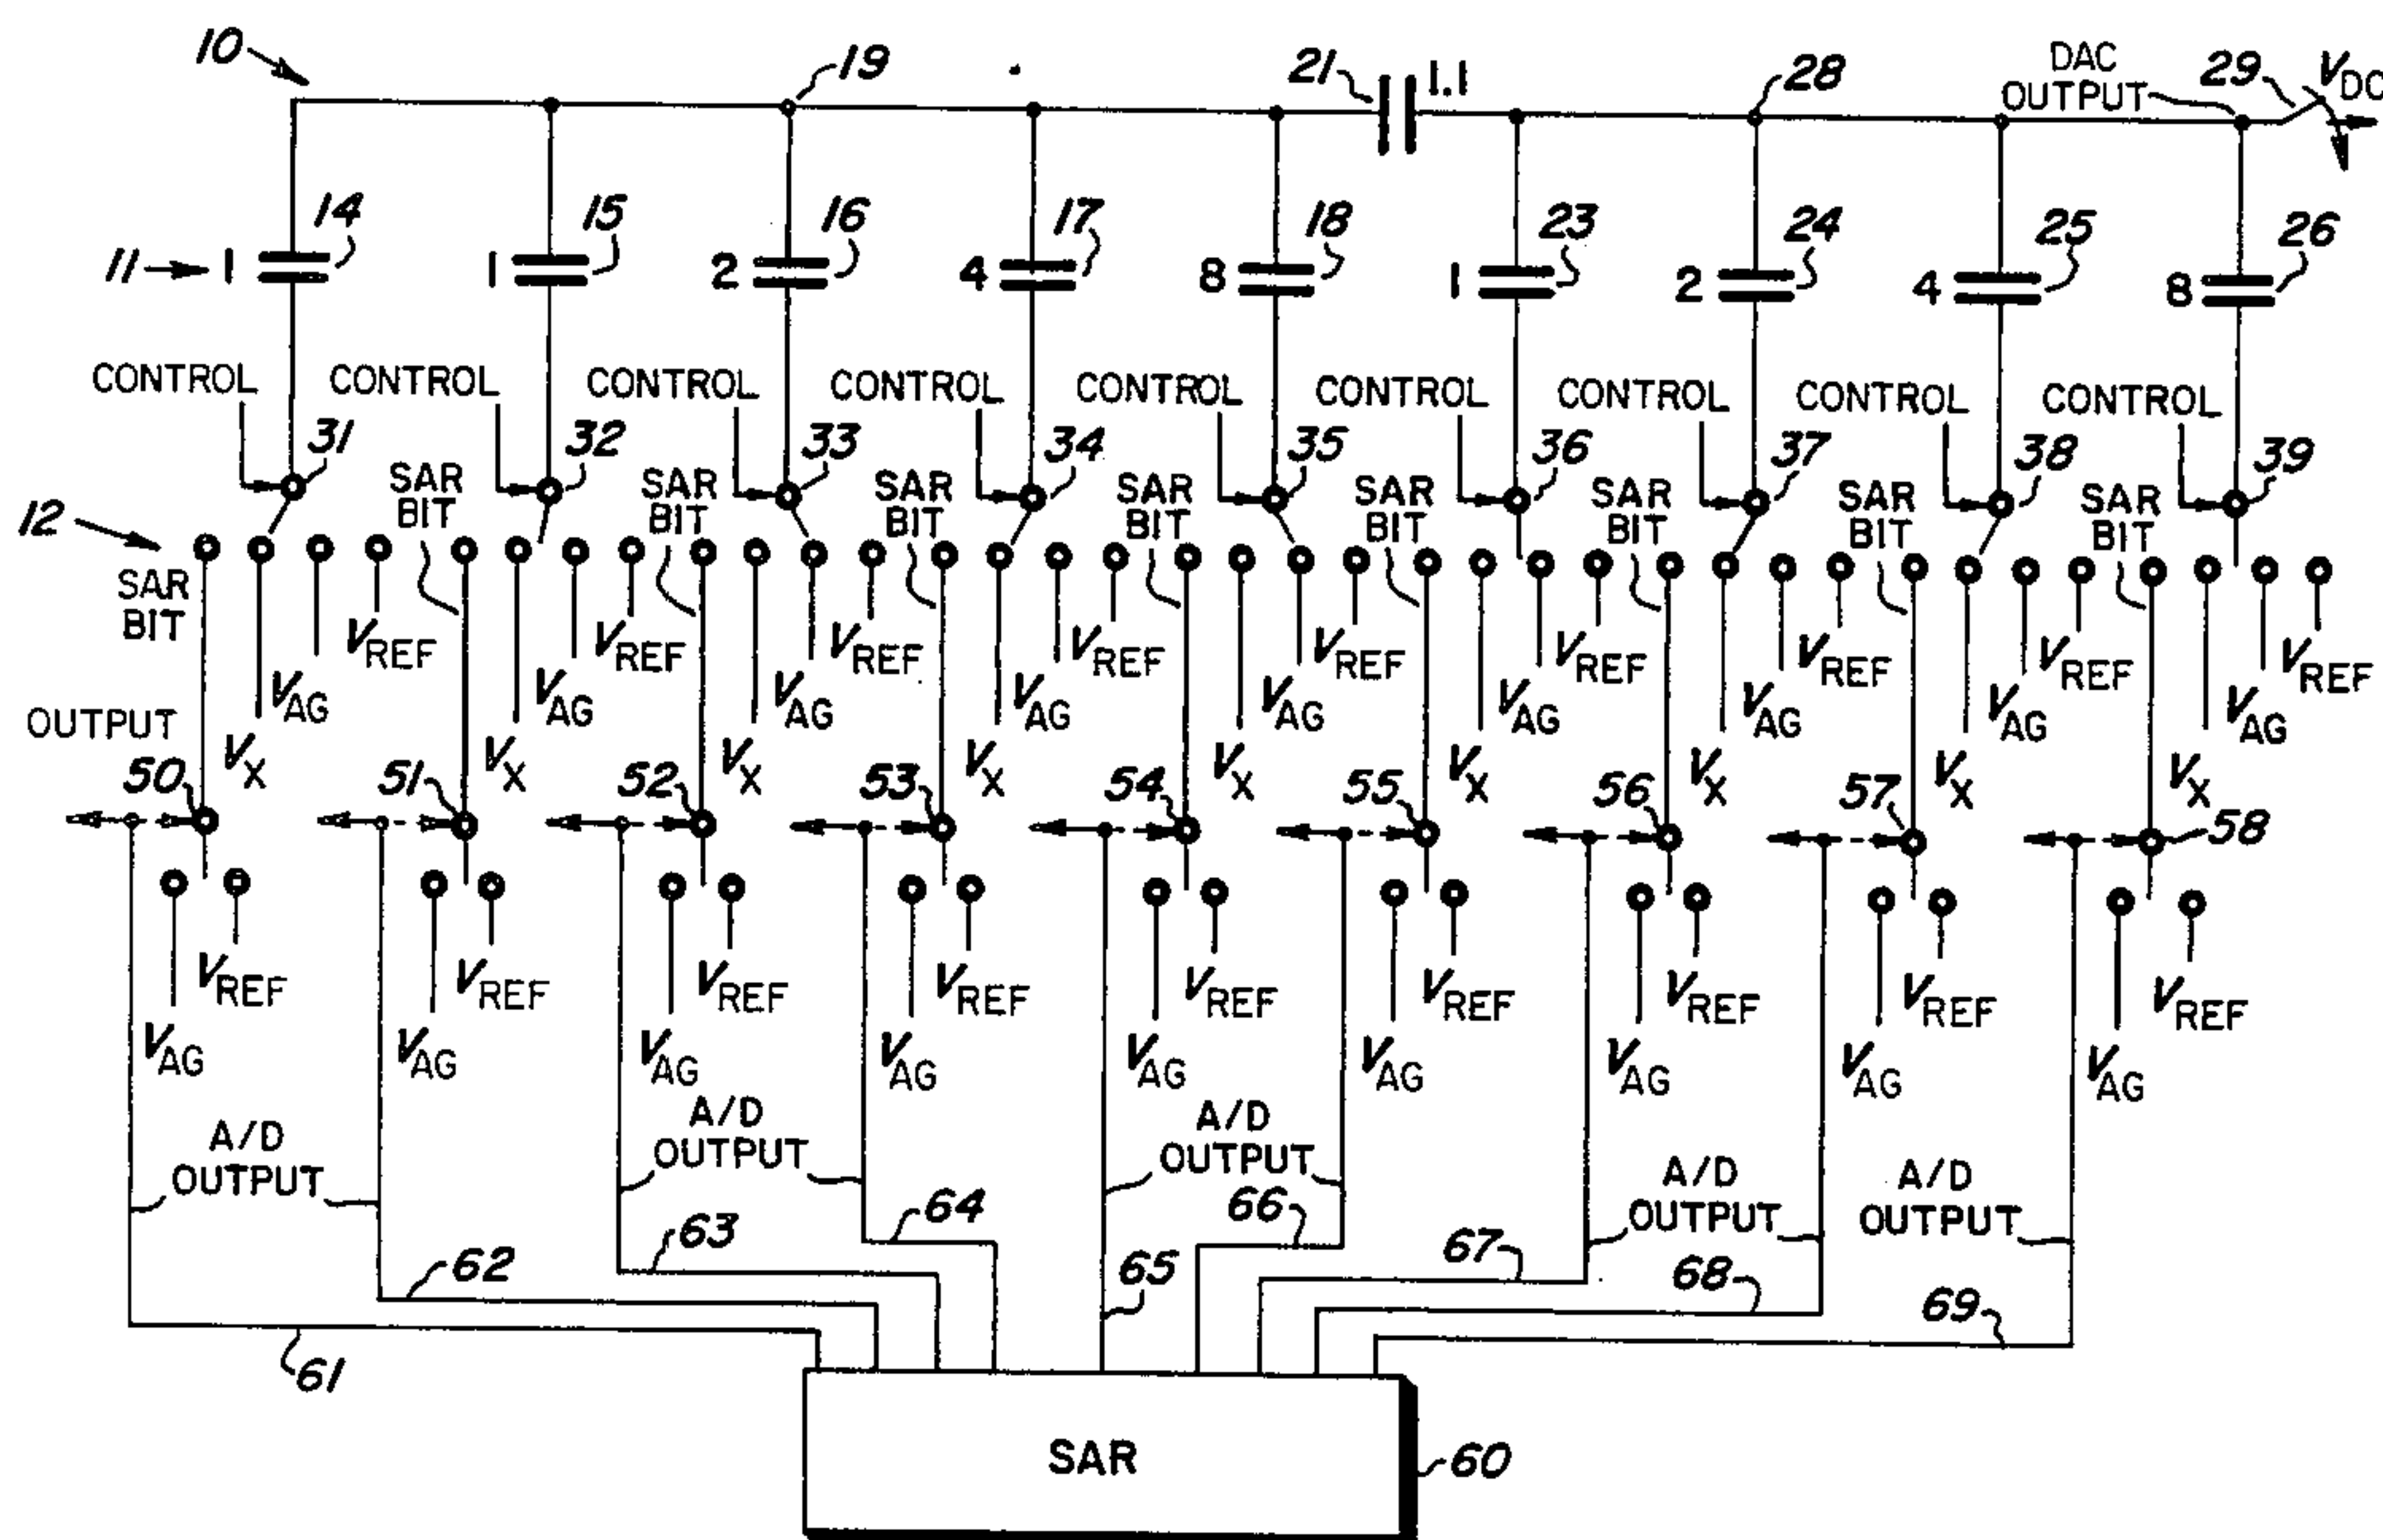 10
19
21
1.1
28
DAC
OUTPUT
29
VDC
11
1
14
1
15
2
16
4
17
8
18
1
23
2
24
4
25
8
26
CONTROL
CONTROL
CONTROL
CONTROL
CONTROL
CONTROL
CONTROL
CONTROL
CONTROL
31
32
33
34
35
36
37
38
39
12
SAR
BIT
SAR
BIT
SAR
BIT
SAR
BIT
SAR
BIT
SAR
BIT
SAR
BIT
SAR
BIT
SAR
BIT
VREF
VREF
VREF
VREF
VREF
VREF
VREF
VREF
VREF
VAG
VAG
VAG
VAG
VAG
VAG
VAG
VAG
VAG
OUTPUT
VX
VX
VX
VX
VX
VX
VX
VX
VX
50
51
52
53
54
55
56
57
58
VREF
VREF
VREF
VREF
VREF
VREF
VREF
VREF
VREF
VAG
VAG
VAG
VAG
VAG
VAG
VAG
VAG
VAG
A/D
OUTPUT
A/D
OUTPUT
A/D
OUTPUT
A/D
OUTPUT
A/D
OUTPUT
61
62
63
64
65
66
67
68
69
SAR
60